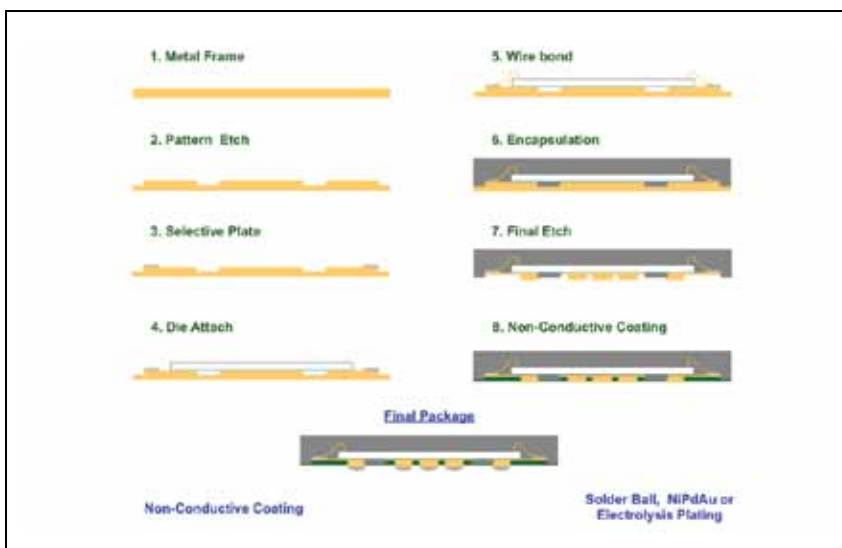 1. Metal Frame
2. Pattern Etch
3. Selective Plate
4. Die Attach
5. Wire bond
6. Encapsulation
7. Final Etch
8. Non-Conductive Coating
Final Package
Non-Conductive Coating
Solder Ball, NiPdAu or
Electrolysis Plating